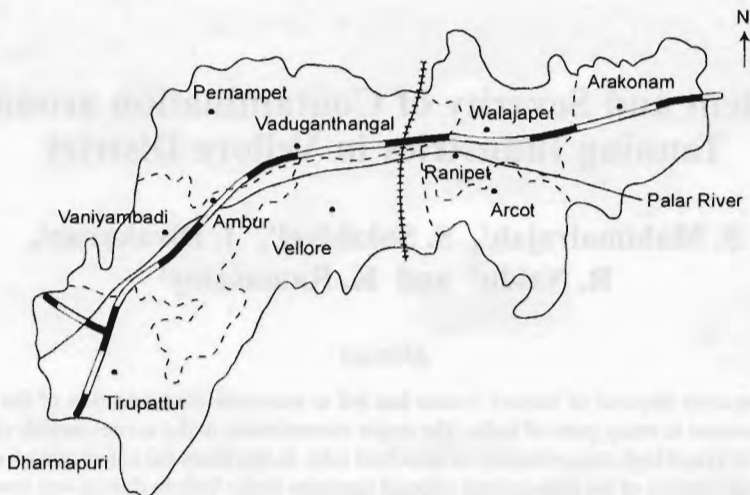 N
Arakonam
Pernampet
Walajapet
Vaduganthangal
Ranipet
Palar River
Vaniyambadi
Ambur
Arcot
Vellore
Tirupattur
Dharmapuri